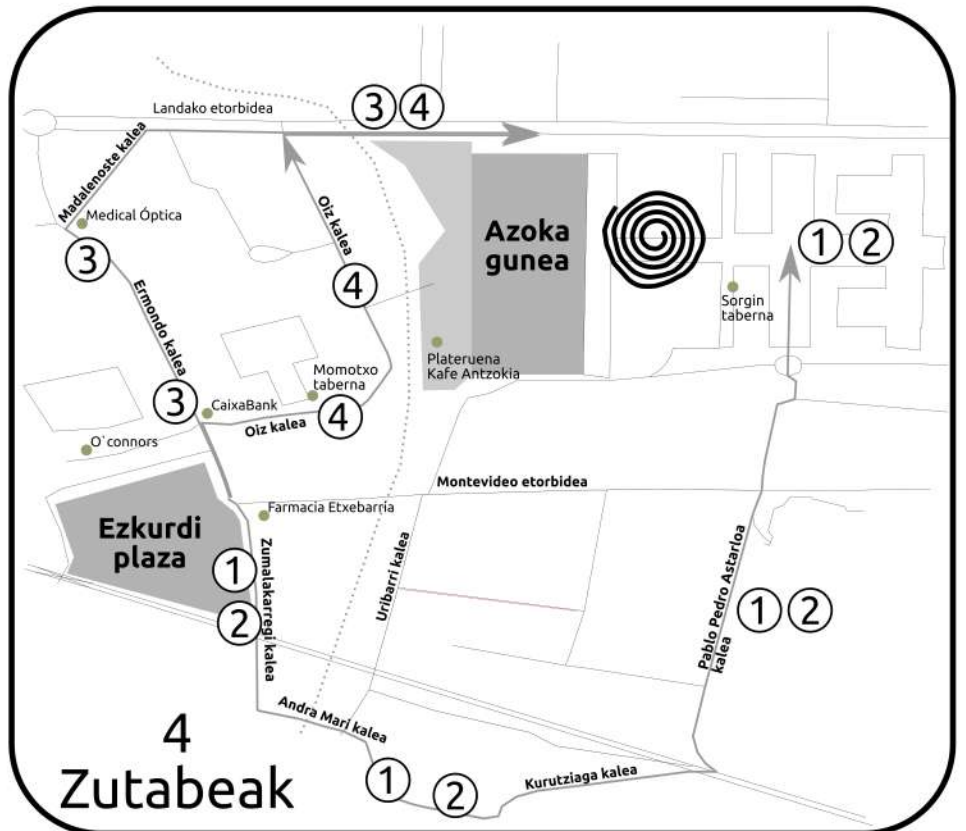 Landako etorbidea
3 4
Madalenoste kalea
Medical Óptica
3
Oiz kalea
4
Azoka
gunea
1 2
Sorgin
taberna
Ermondo kalea
Plateruena
Kafe Antzokia
Momotxo
taberna
3
CaixaBank
4
Oiz kalea
O`connors
Montevideo etorbidea
Farmacia Etxebarria
Ezkurdi
plaza
1
2
Zumalakarregi kalea
Uribarri kalea
Pablo Pedro Astarloa
kalea
1 2
Andra Mari kalea
4
Zutabeak
1 2
Kurutziaga kalea